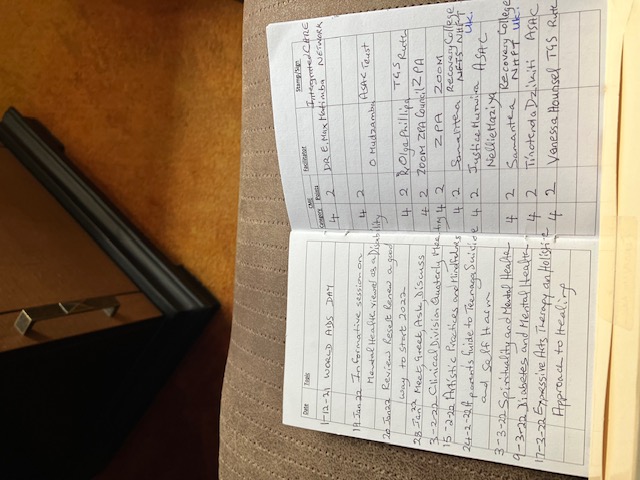 Date Topic
1-12-21 WORLD AIDS DAY
19 Jan 22 Informative session on
Mental Health viewed as a Disability
20 Jan 22 Review Reset Renew a good
way to start 2022
28 Jan 22 Meet, Greet, Ask, Discuss
3-2-22 Clinical Division Quaterly Meeting
15-2-22 Artistic Practices and Mindfulness
24-2-22 A parents Guide to Teenage Suicide
and Self Harm
3-3-22 Spirituality and Mental Health
9-3-22 Diabetes and Mental Health
17-3-22 Expressive Arts Therapy an Holistic
Approach to Healing
CME
Category Points Facilitator Stamp/Sign
Intergrated CARE
4 2 DR E. Max Matimba NETWORK
4 2 O Mudzamba ASAC Trust
4 2 Olga Phillips TGS Ruth
4 2 ZOOM ZPA Council ZPA
4 2 ZPA ZOOM
4 2 Samantha Recovery College
NHFT UK.
4 2 Justice
Nellie Maziya ASAC
4 2 Samantha Recovery College
NHFT UK.
4 2 Tinotenda Dzikiti ASAC
4 2 Vanessa Hounsel TGS Ruth